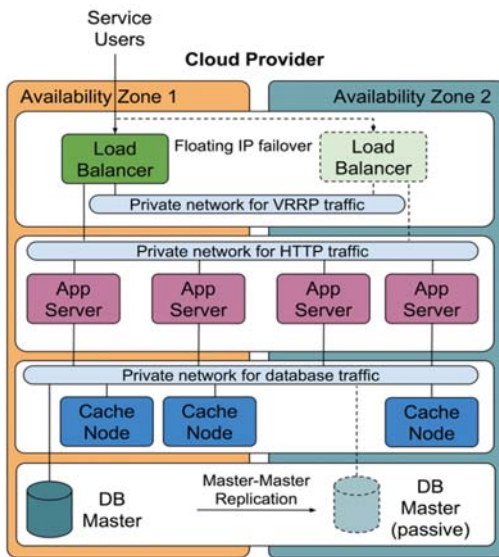 Service
Users
Cloud Provider
Availability Zone 1
Availability Zone 2
Load
Balancer
Floating IP failover
Load
Balancer
Private network for VRRP traffic
Private network for HTTP traffic
App
Server
App
Server
App
Server
App
Server
Private network for database traffic
Cache
Node
Cache
Node
Cache
Node
DB
Master
Master-Master
Replication
DB
Master
(passive)